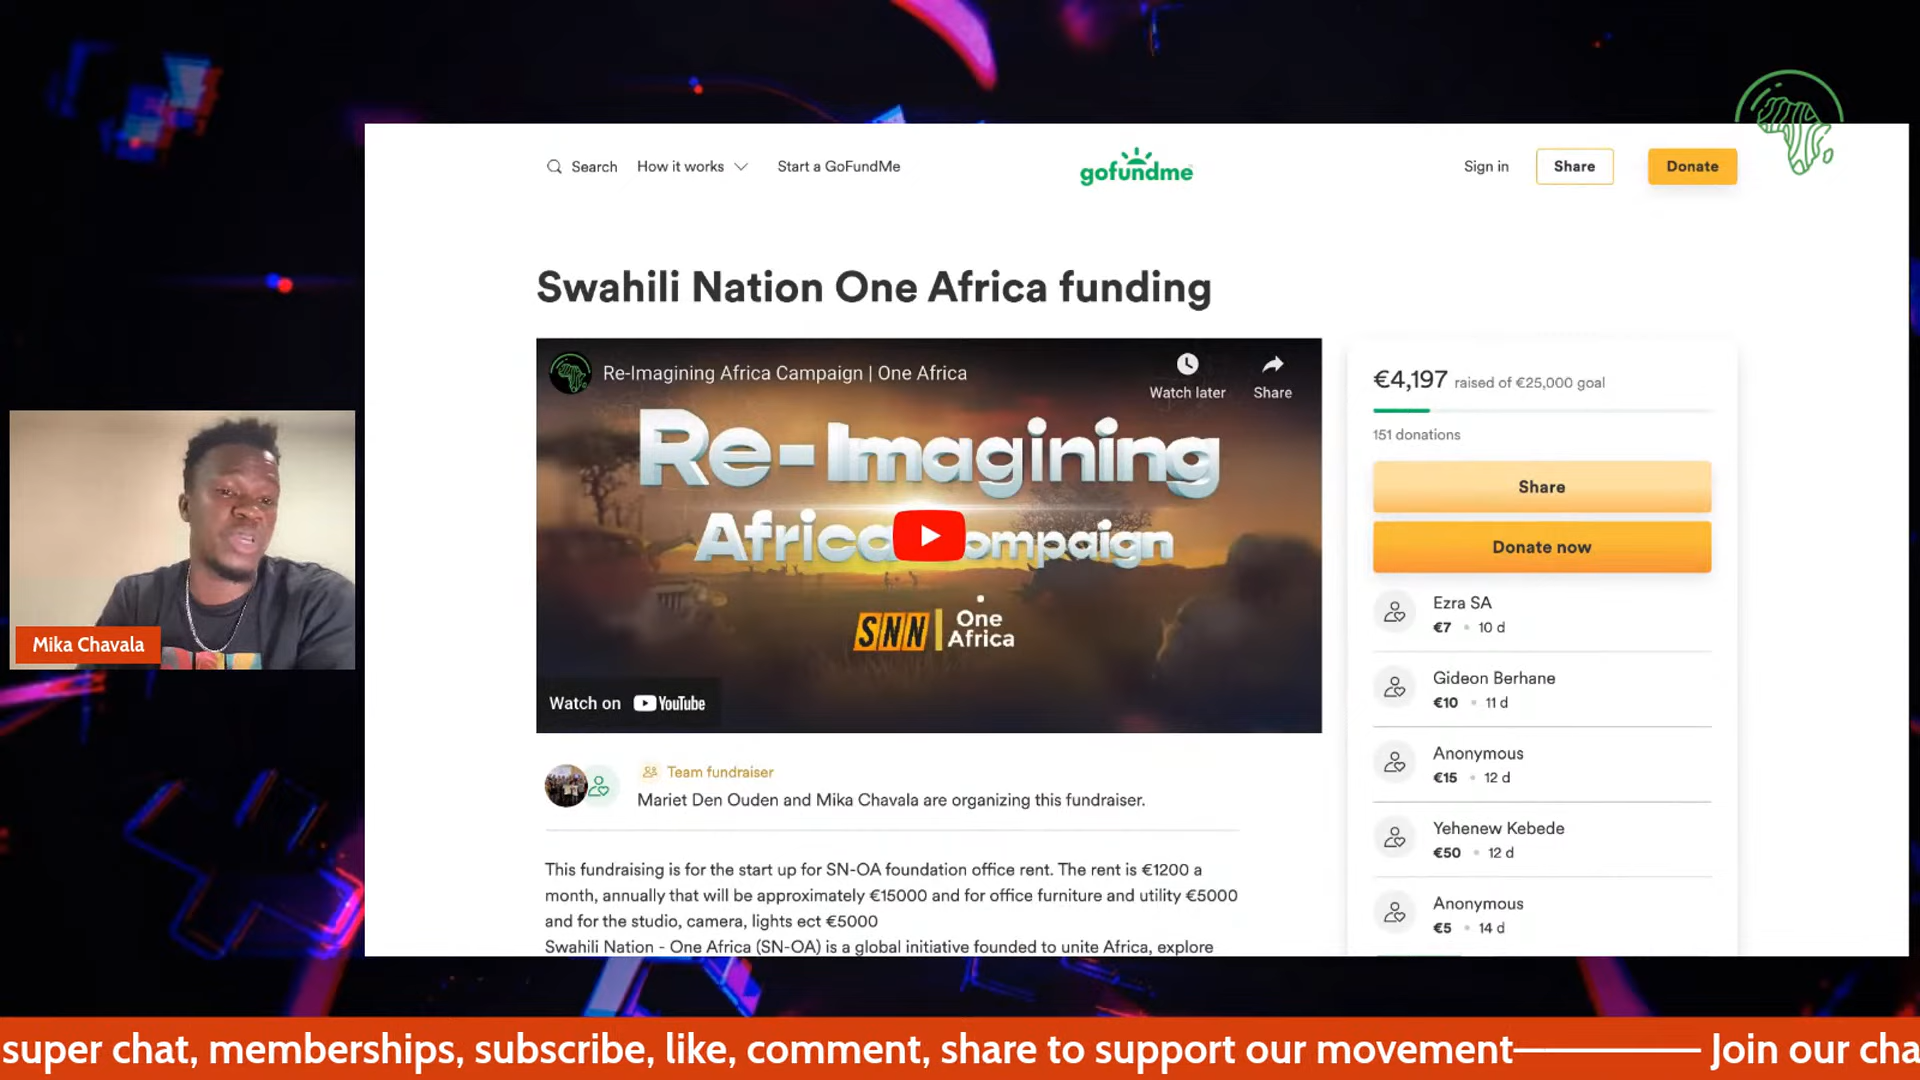 Search
How it works
Start a GoFundMe
gofundme
Sign in
Share
Donate
Swahili Nation One Africa funding
Re-Imagining Africa Campaign | One Africa
Watch later
Share
Re-Imagining
Africa Campaign
SNN | One Africa
Watch on YouTube
Team fundraiser
Mariet Den Ouden and Mika Chavala are organizing this fundraiser.
This fundraising is for the start up for SN-OA foundation office rent. The rent is €1200 a
month, annually that will be approximately €15000 and for office furniture and utility €5000
and for the studio, camera, lights ect €5000
Swahili Nation - One Africa (SN-OA) is a global initiative founded to unite Africa, explore
€4,197 raised of €25,000 goal
151 donations
Share
Donate now
Ezra SA
€7 • 10 d
Gideon Berhane
€10 • 11 d
Anonymous
€15 • 12 d
Yehenew Kebede
€50 • 12 d
Anonymous
€5 • 14 d
Mika Chavala
super chat, memberships, subscribe, like, comment, share to support our movement———— Join our cha